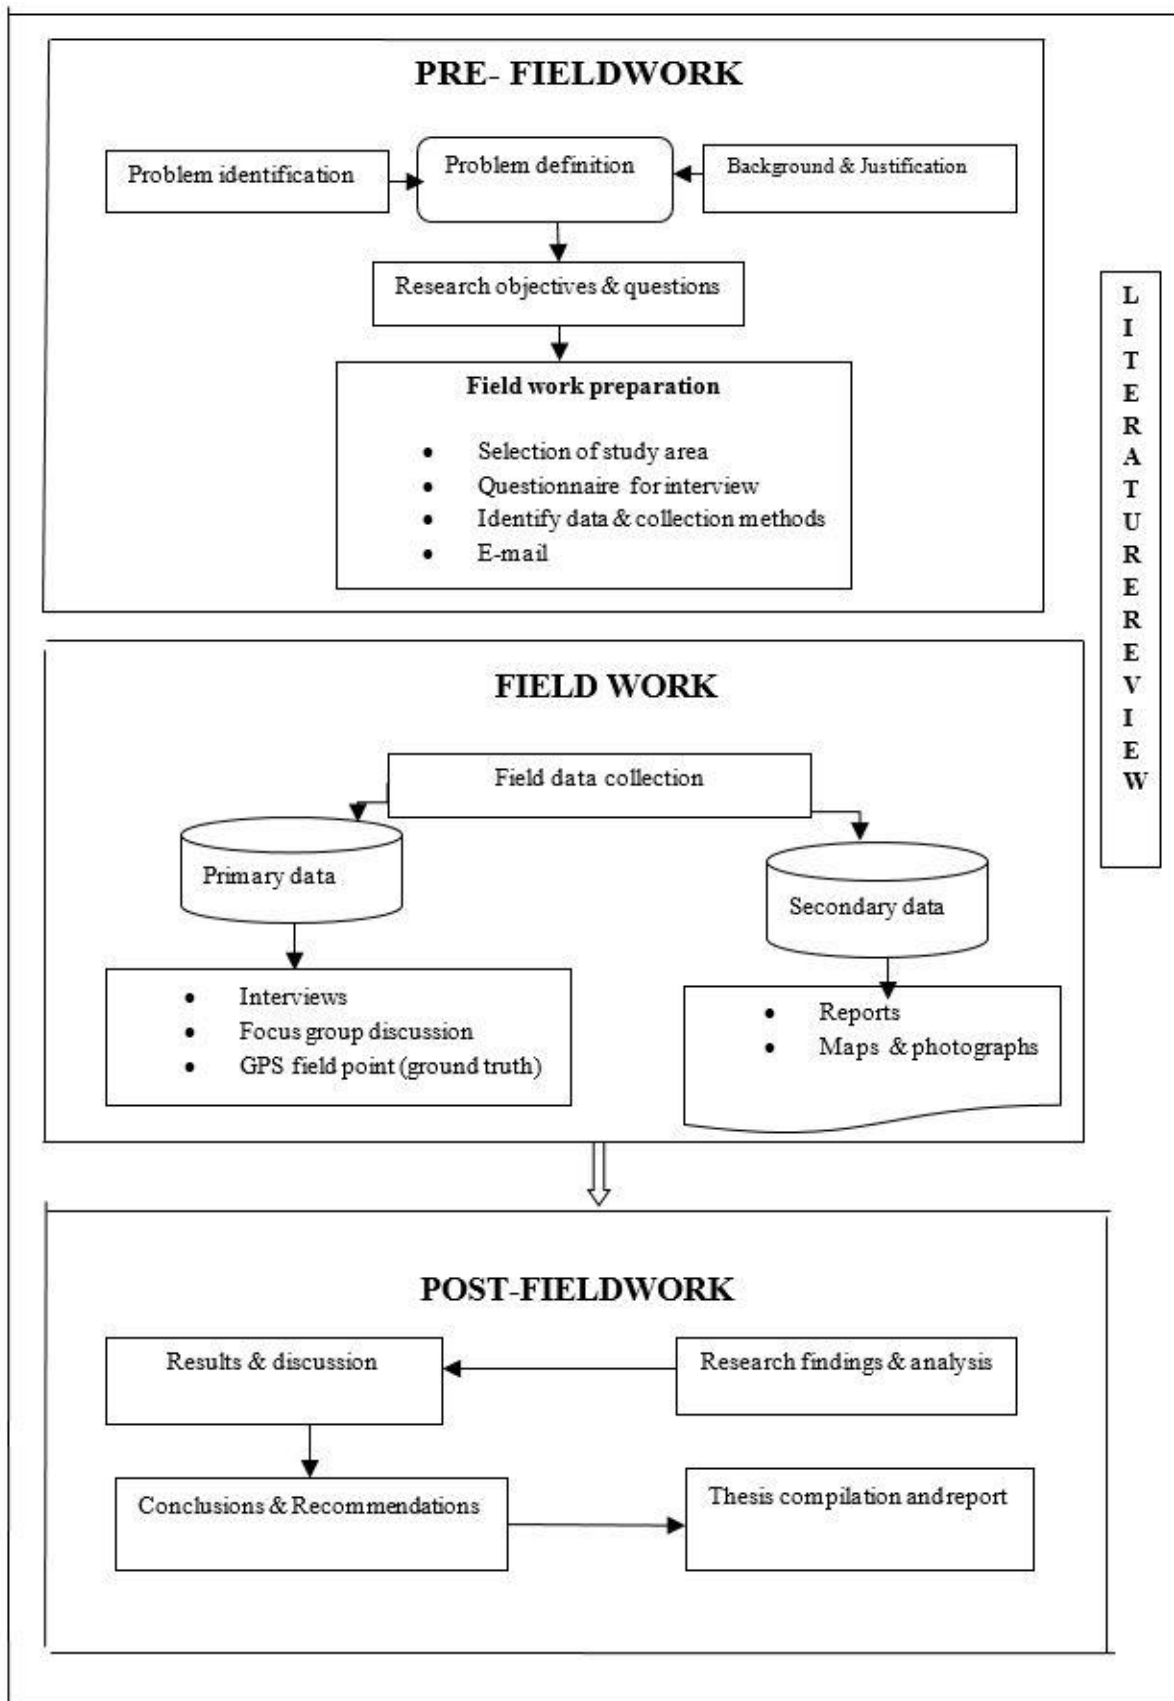 PRE- FIELDWORK
Problem identification
Problem definition
Background & Justification
Research objectives & questions
Field work preparation
• Selection of study area
• Questionnaire for interview
• Identify data & collection methods
• E-mail
LITERATUREREVIEW
FIELD WORK
Field data collection
Primary data
Secondary data
• Interviews
• Focus group discussion
• GPS field point (ground truth)
• Reports
• Maps & photographs
POST-FIELDWORK
Results & discussion
Research findings & analysis
Conclusions & Recommendations
Thesis compilation and report